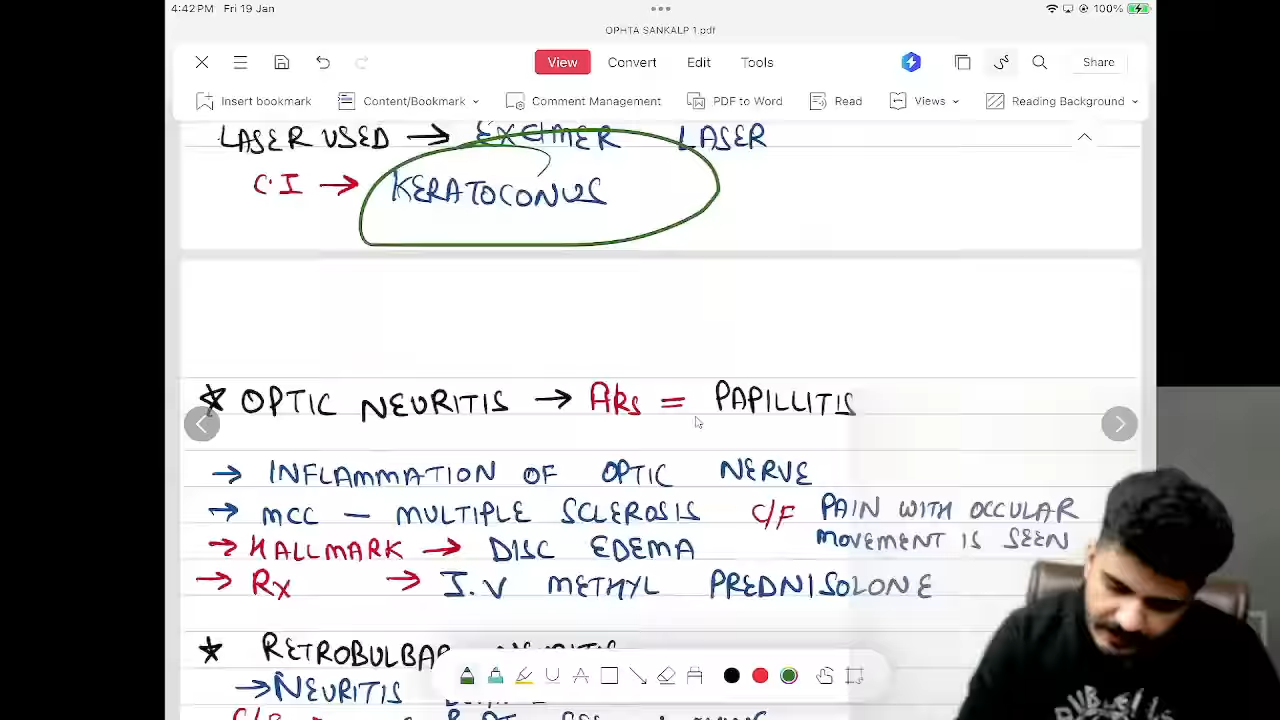 4:42 PM Fri 19 Jan
100%
OPHTA SANKALP 1.pdf
View Convert Edit Tools Share
Insert bookmark Content/Bookmark Comment Management PDF to Word Read Views Reading Background
LASER USED → EXCIMER LASER
C.I → KERATOCONUS
* OPTIC NEURITIS → AKs = PAPILLITIS
→ INFLAMMATION OF OPTIC NERVE
→ MCC — MULTIPLE SCLEROSIS
C/F PAIN WITH OCCULAR
MOVEMENT IS SEEN
→ HALLMARK → DISC EDEMA
→ Rx → I.V METHYL PREDNISOLONE
* RETROBULBAR NEURITIS
→ NEURITIS